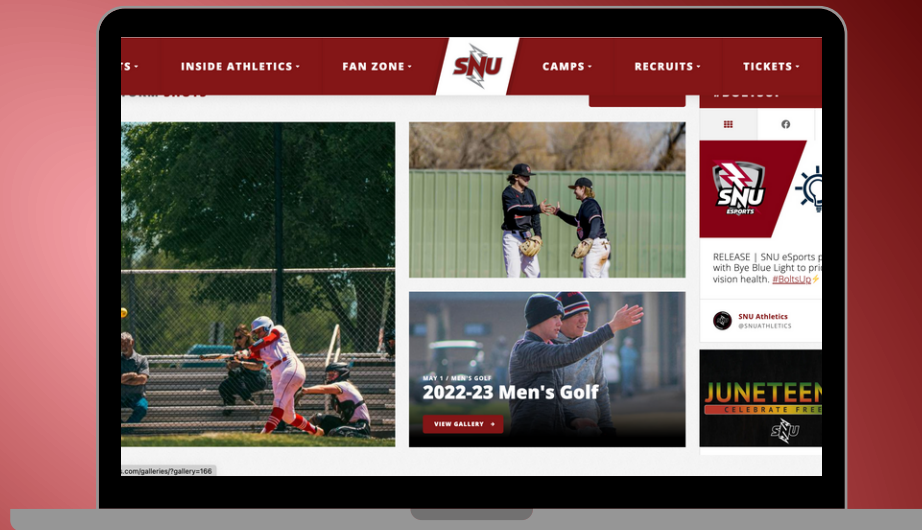 INSIDE ATHLETICS
FAN ZONE
SNU
CAMPS
RECRUITS
TICKETS
SNU
ESPORTS
RELEASE | SNU eSports p
with Bye Blue Light to pri
vision health. #BoltsUp
SNU Athletics
@SNUATHLETICS
MAY 1 / MEN'S GOLF
2022-23 Men's Golf
VIEW GALLERY
JUNETEEN
CELEBRATE FREE
SNU
.com/galleries/?gallery=166